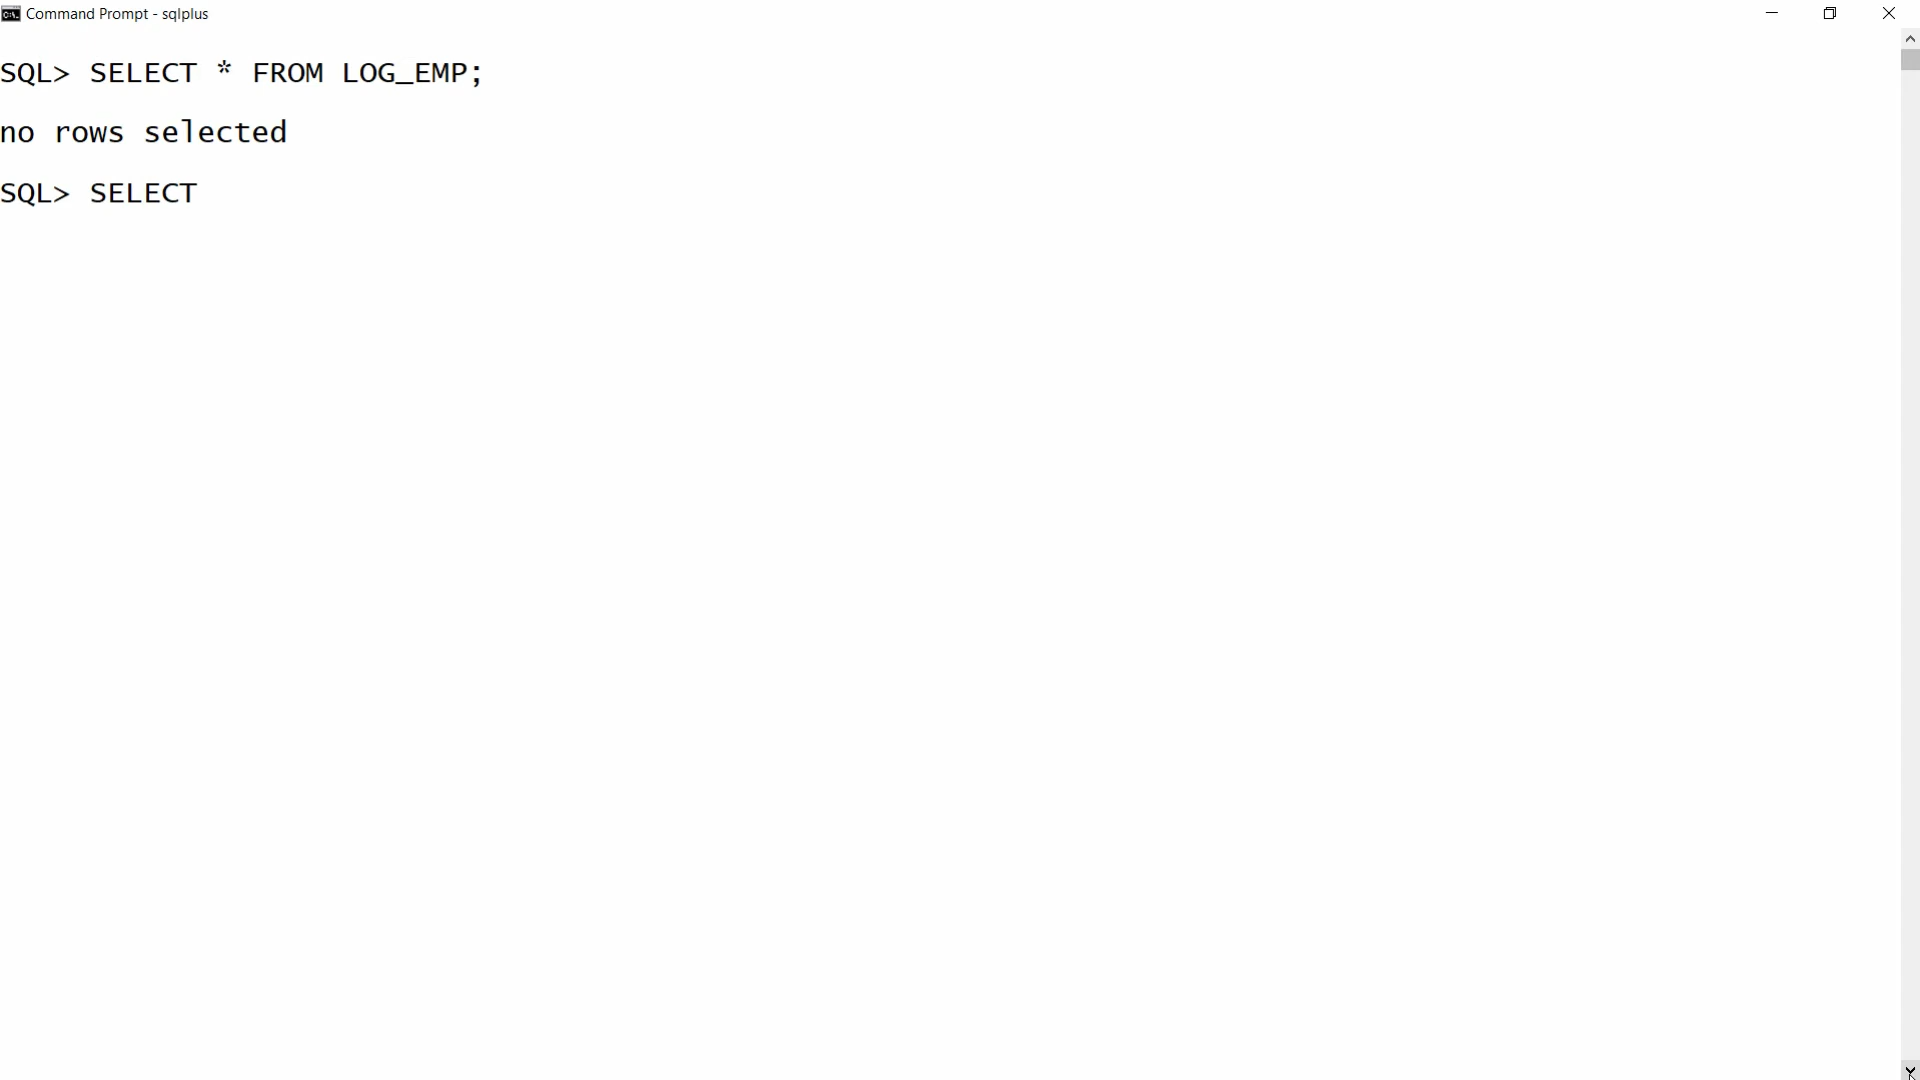 Command Prompt - sqlplus
SQL> SELECT * FROM LOG_EMP;
no rows selected
SQL> SELECT